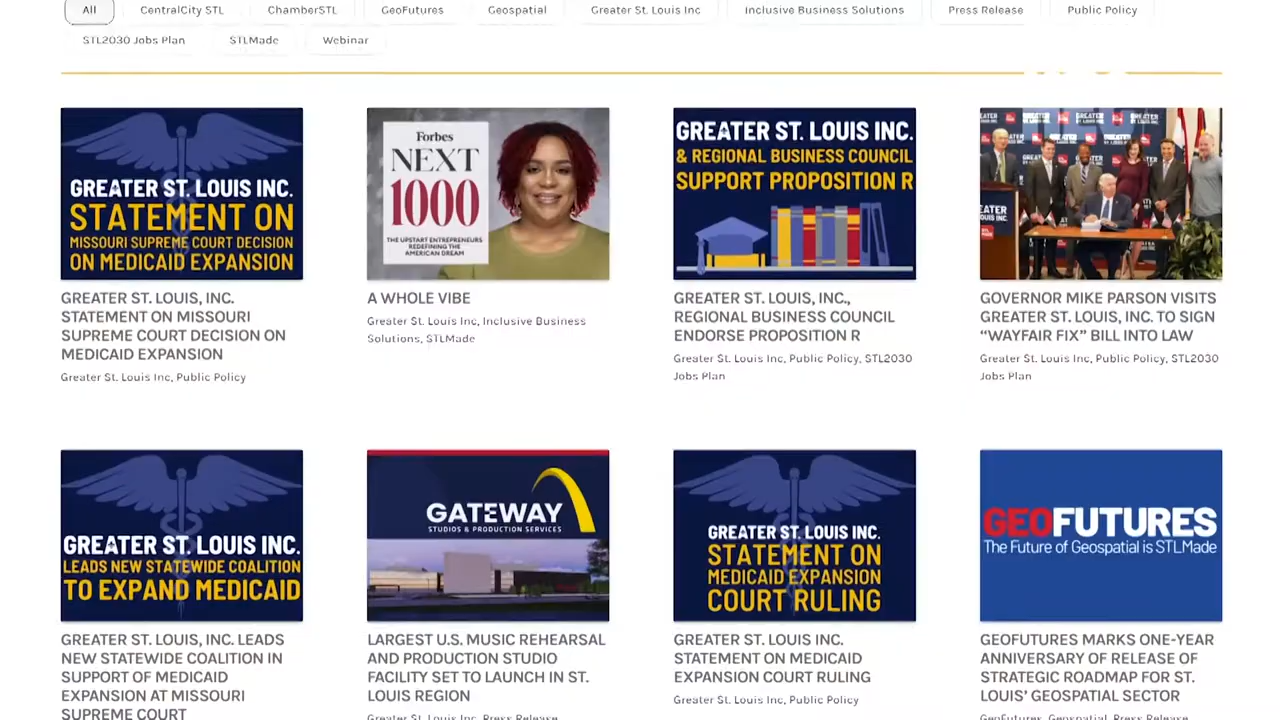 All CentralCity STL ChamberSTL GeoFutures Geospatial Greater St. Louis Inc Inclusive Business Solutions Press Release Public Policy
STL2030 Jobs Plan STLMade Webinar
GREATER ST. LOUIS INC.
STATEMENT ON
MISSOURI SUPREME COURT DECISION
ON MEDICAID EXPANSION
GREATER ST. LOUIS, INC.
STATEMENT ON MISSOURI
SUPREME COURT DECISION ON
MEDICAID EXPANSION
Greater St. Louis Inc, Public Policy
Forbes
NEXT
1000
THE UPSTART ENTREPRENEURS
REDEFINING THE
AMERICAN DREAM
A WHOLE VIBE
Greater St. Louis Inc, Inclusive Business
Solutions, STLMade
GREATER ST. LOUIS INC.
& REGIONAL BUSINESS COUNCIL
SUPPORT PROPOSITION R
GREATER ST. LOUIS, INC.,
REGIONAL BUSINESS COUNCIL
ENDORSE PROPOSITION R
Greater St. Louis Inc, Public Policy, STL2030
Jobs Plan
GOVERNOR MIKE PARSON VISITS
GREATER ST. LOUIS, INC. TO SIGN
“WAYFAIR FIX” BILL INTO LAW
Greater St. Louis Inc, Public Policy, STL2030
Jobs Plan
GREATER ST. LOUIS INC.
LEADS NEW STATEWIDE COALITION
TO EXPAND MEDICAID
GREATER ST. LOUIS, INC. LEADS
NEW STATEWIDE COALITION IN
SUPPORT OF MEDICAID
EXPANSION AT MISSOURI
SUPREME COURT
GATEWAY
STUDIOS & PRODUCTION SERVICES
LARGEST U.S. MUSIC REHEARSAL
AND PRODUCTION STUDIO
FACILITY SET TO LAUNCH IN ST.
LOUIS REGION
Greater St. Louis Inc, Press Release
GREATER ST. LOUIS INC.
STATEMENT ON
MEDICAID EXPANSION
COURT RULING
GREATER ST. LOUIS INC.
STATEMENT ON MEDICAID
EXPANSION COURT RULING
Greater St. Louis Inc, Public Policy
GEOFUTURES
The Future of Geospatial is STLMade
GEOFUTURES MARKS ONE-YEAR
ANNIVERSARY OF RELEASE OF
STRATEGIC ROADMAP FOR ST.
LOUIS’ GEOSPATIAL SECTOR
GeoFutures, Geospatial, Press Release